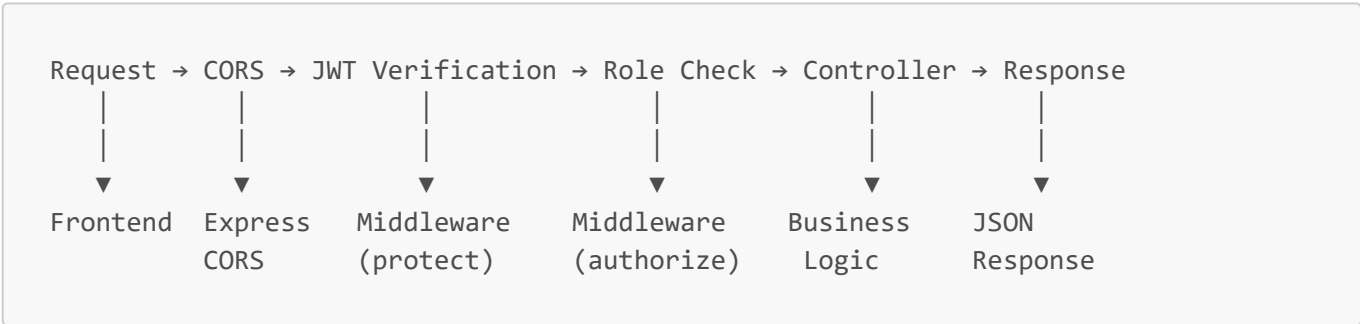 Request → CORS → JWT Verification → Role Check → Controller → Response
Frontend Express Middleware Middleware Business JSON
CORS (protect) (authorize) Logic Response